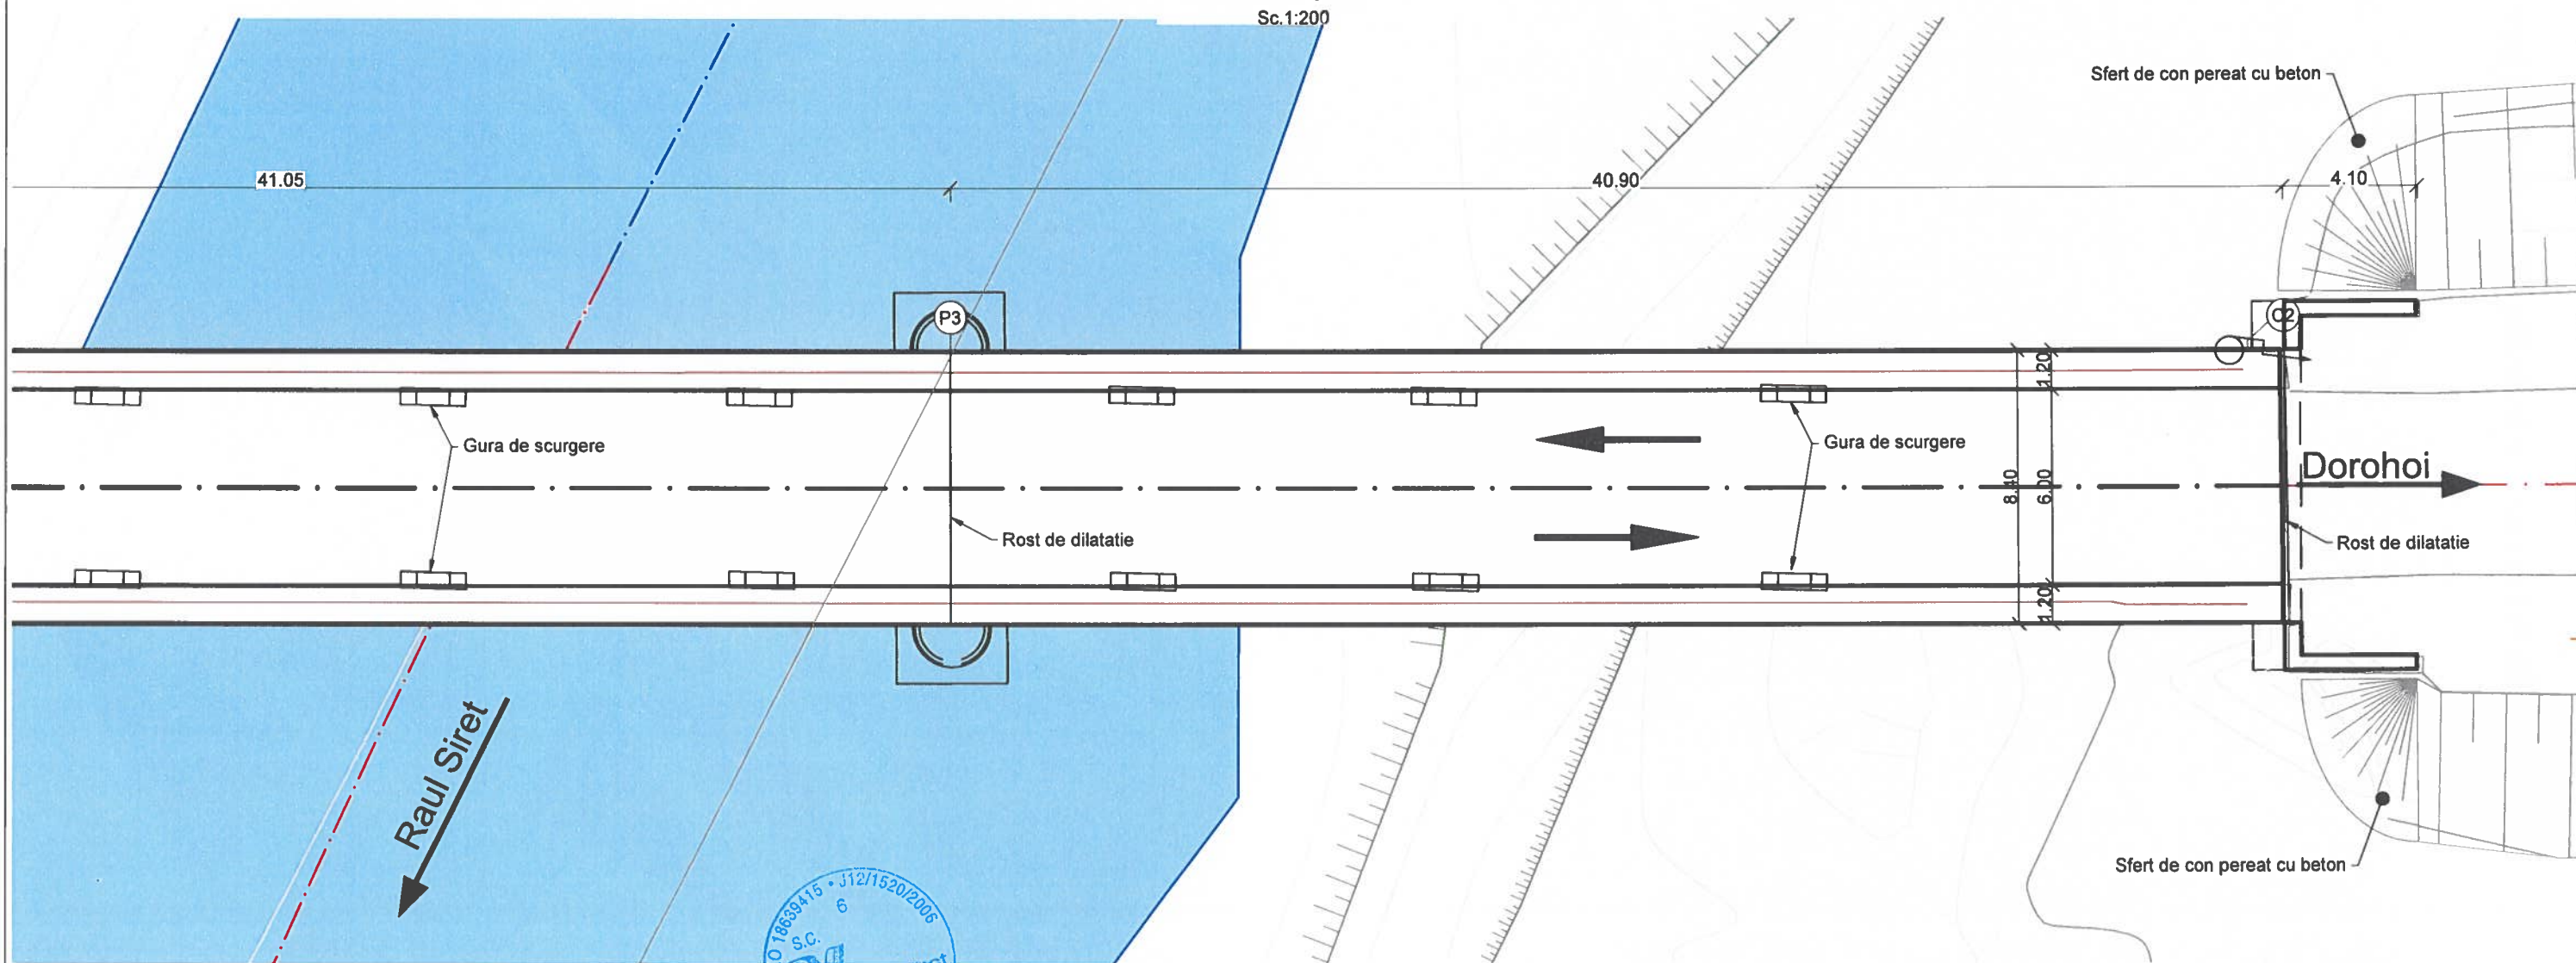 Sc.1:200
Sfert de con pereat cu beton
41.05
40.90
4.10
P3
C2
1.20
Gura de scurgere
Gura de scurgere
8.40
6.00
Dorohoi
Rost de dilatatie
Rost de dilatatie
1.20
Raul Siret
Sfert de con pereat cu beton
O 18639415 • J12/1520/2006
6
S.C.